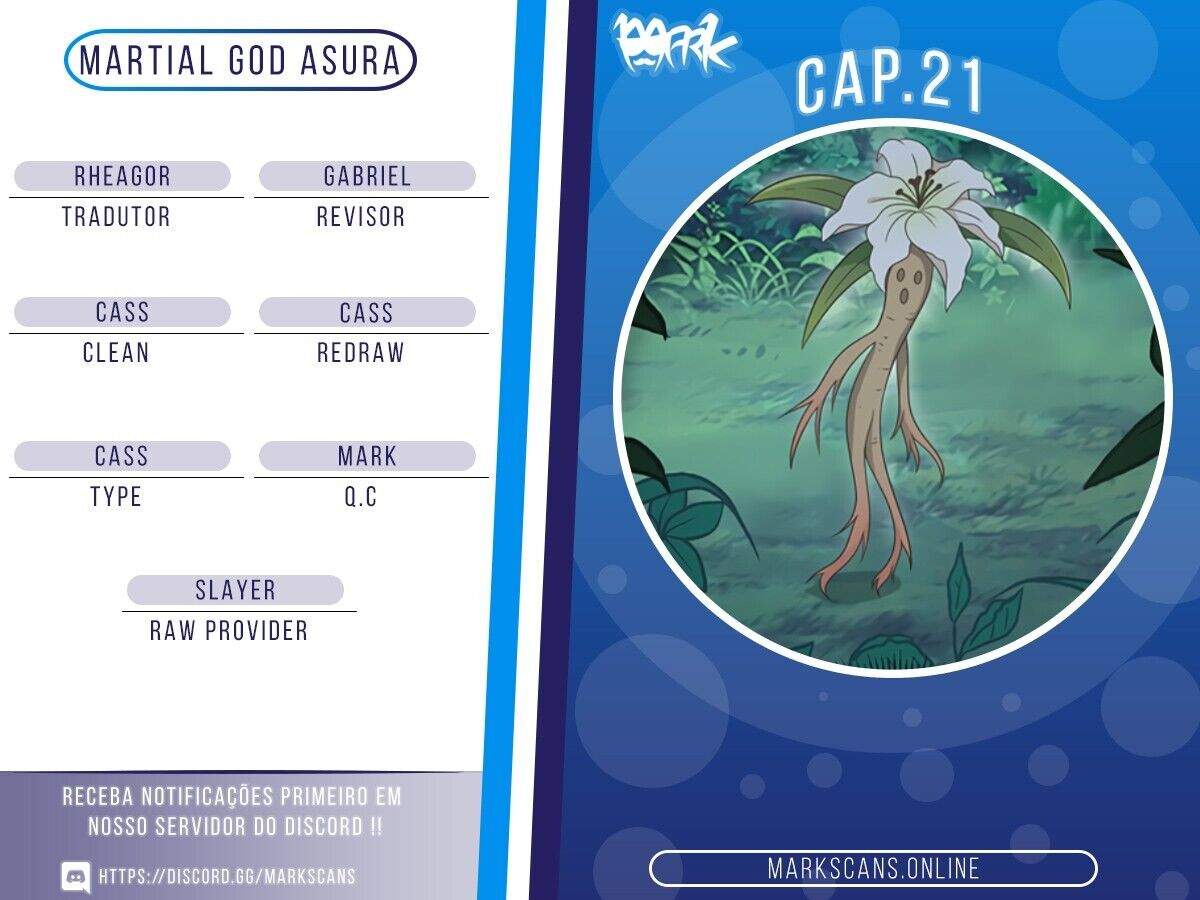 MARTIAL GOD ASURA
RHEAGOR
TRADUTOR
GABRIEL
REVISOR
CASS
CLEAN
CASS
REDRAW
CASS
TYPE
MARK
Q.C
SLAYER
RAW PROVIDER
RECEBA NOTIFICAÇÕES PRIMEIRO EM
NOSSO SERVIDOR DO DISCORD !!
HTTPS://DISCORD.GG/MARKSCANS
MARK
CAP.21
MARKSCANS.ONLINE